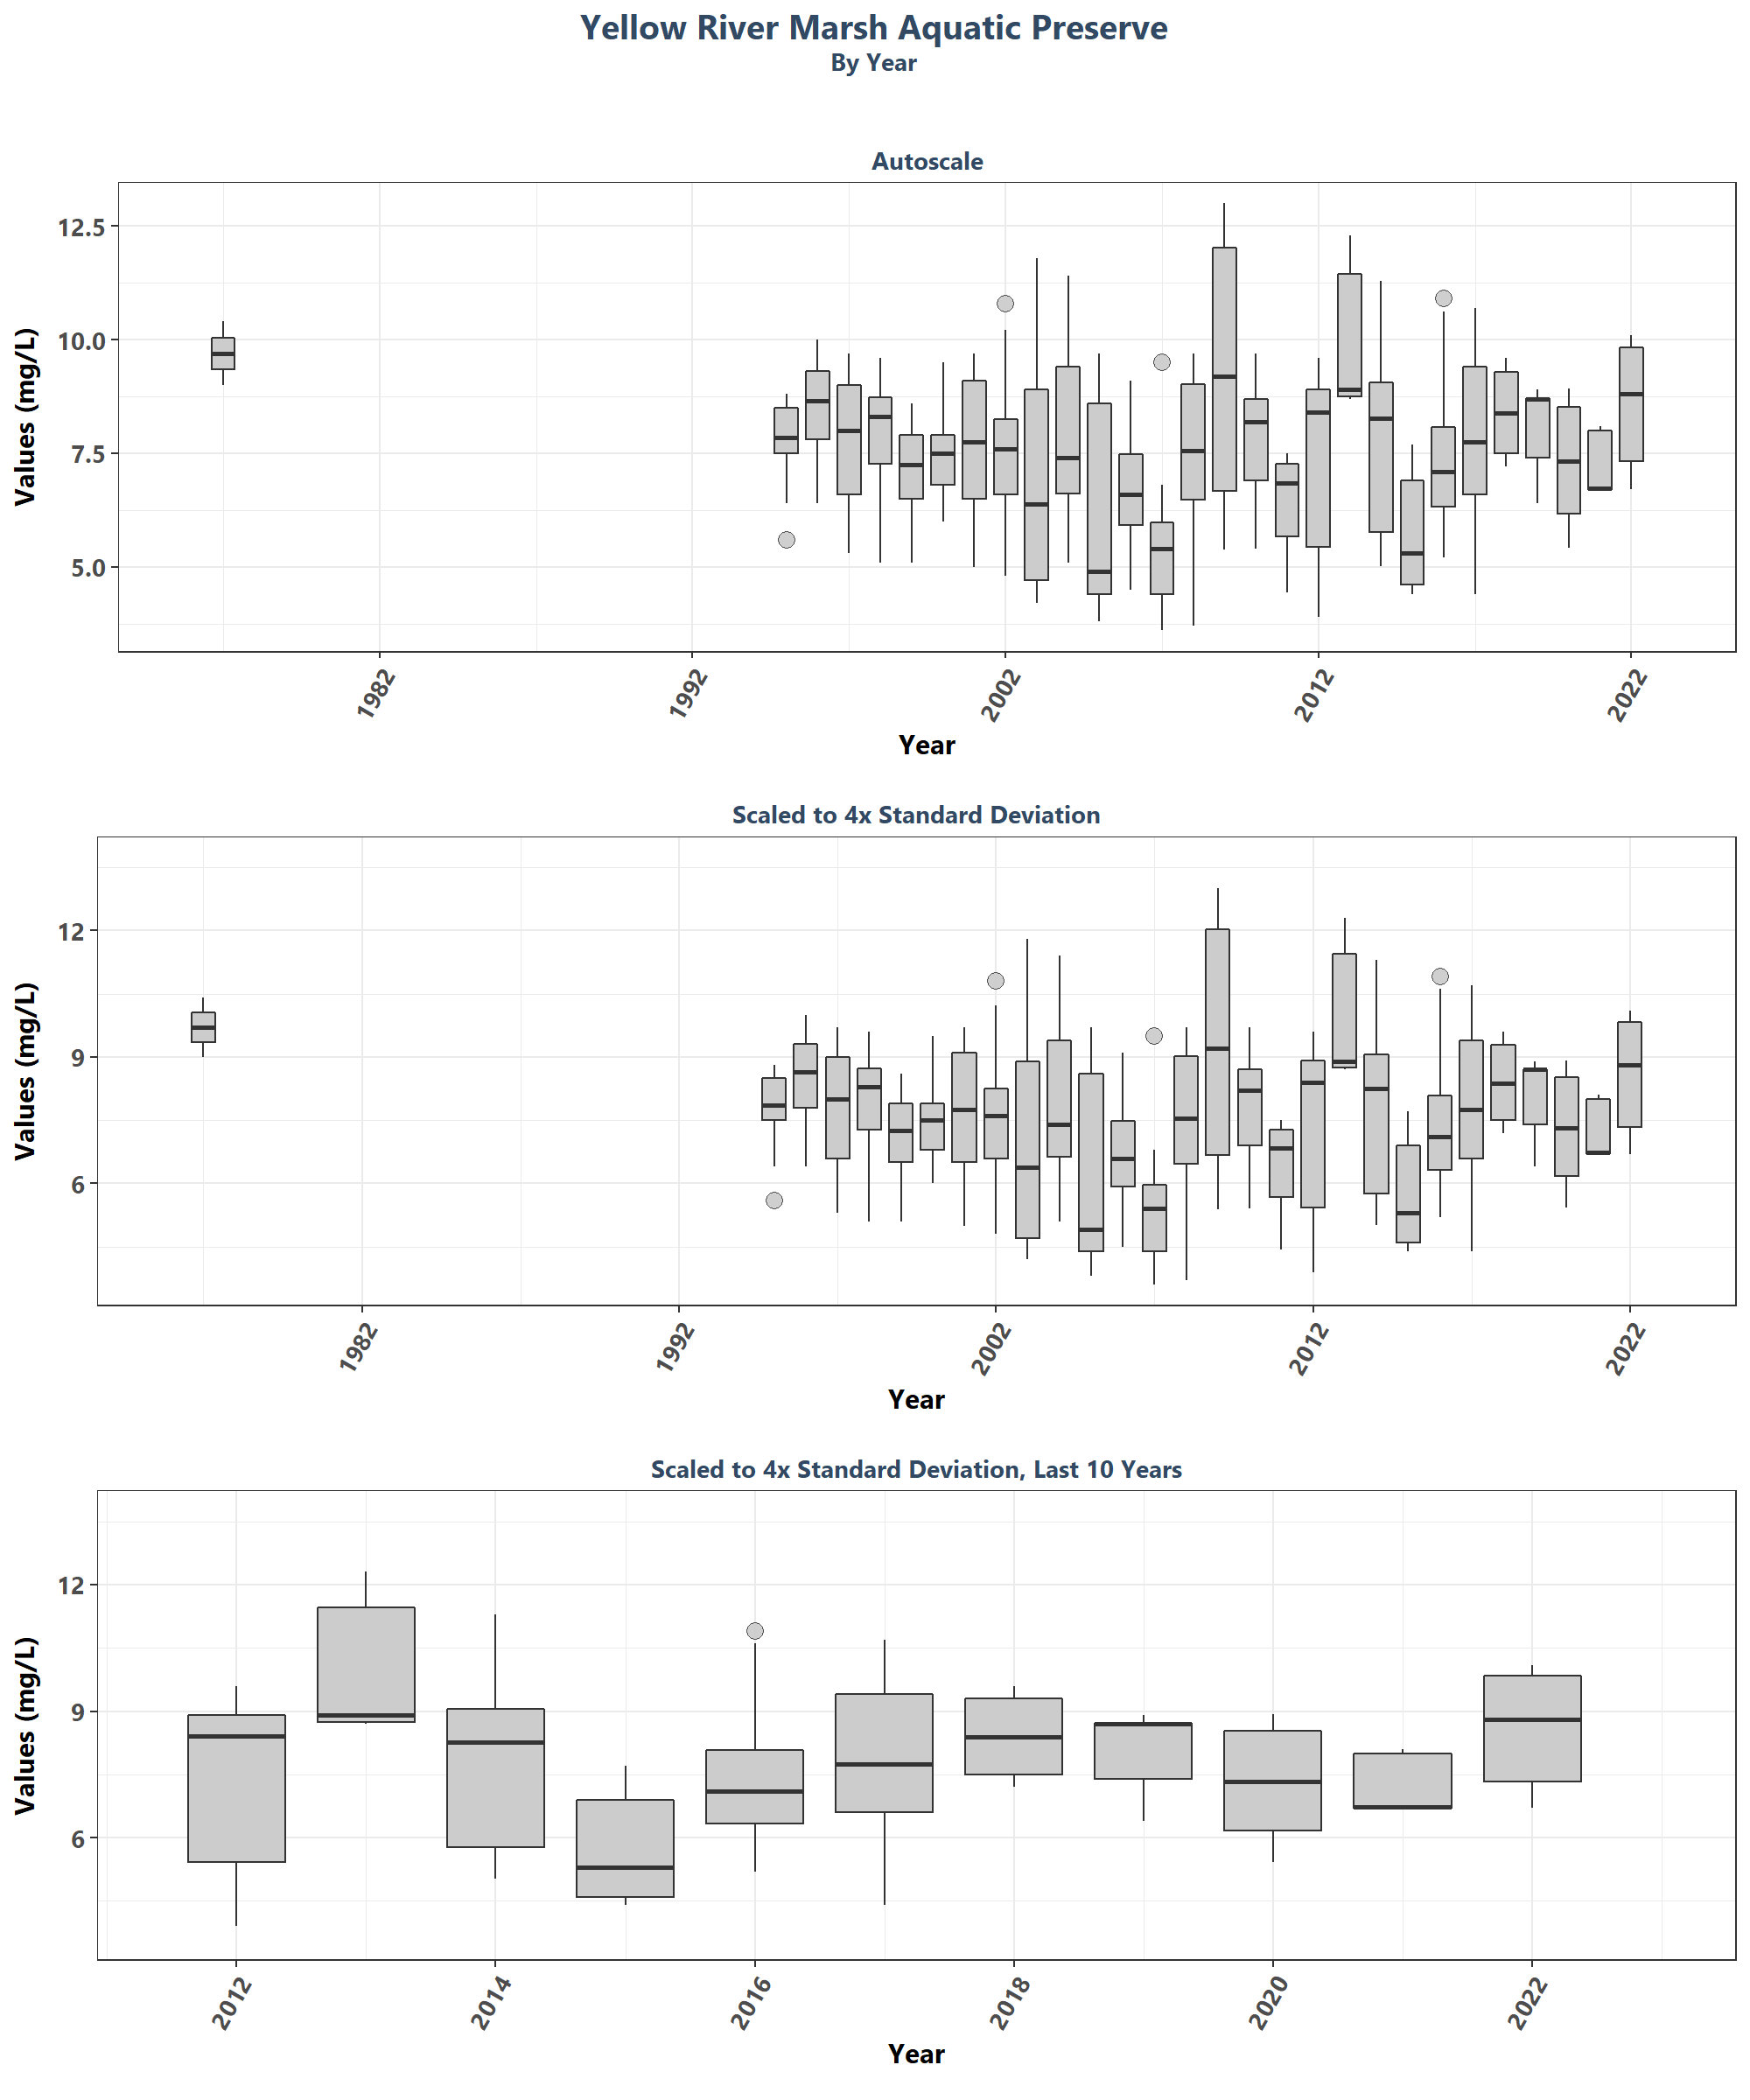 Yellow River Marsh Aquatic Preserve
By Year
Autoscale
Values (mg/L)
12.5
10.0
7.5
5.0
1982 1992 2002 2012 2022
Year
Scaled to 4x Standard Deviation
Values (mg/L)
12
9
6
1982 1992 2002 2012 2022
Year
Scaled to 4x Standard Deviation, Last 10 Years
Values (mg/L)
12
9
6
2012 2014 2016 2018 2020 2022
Year